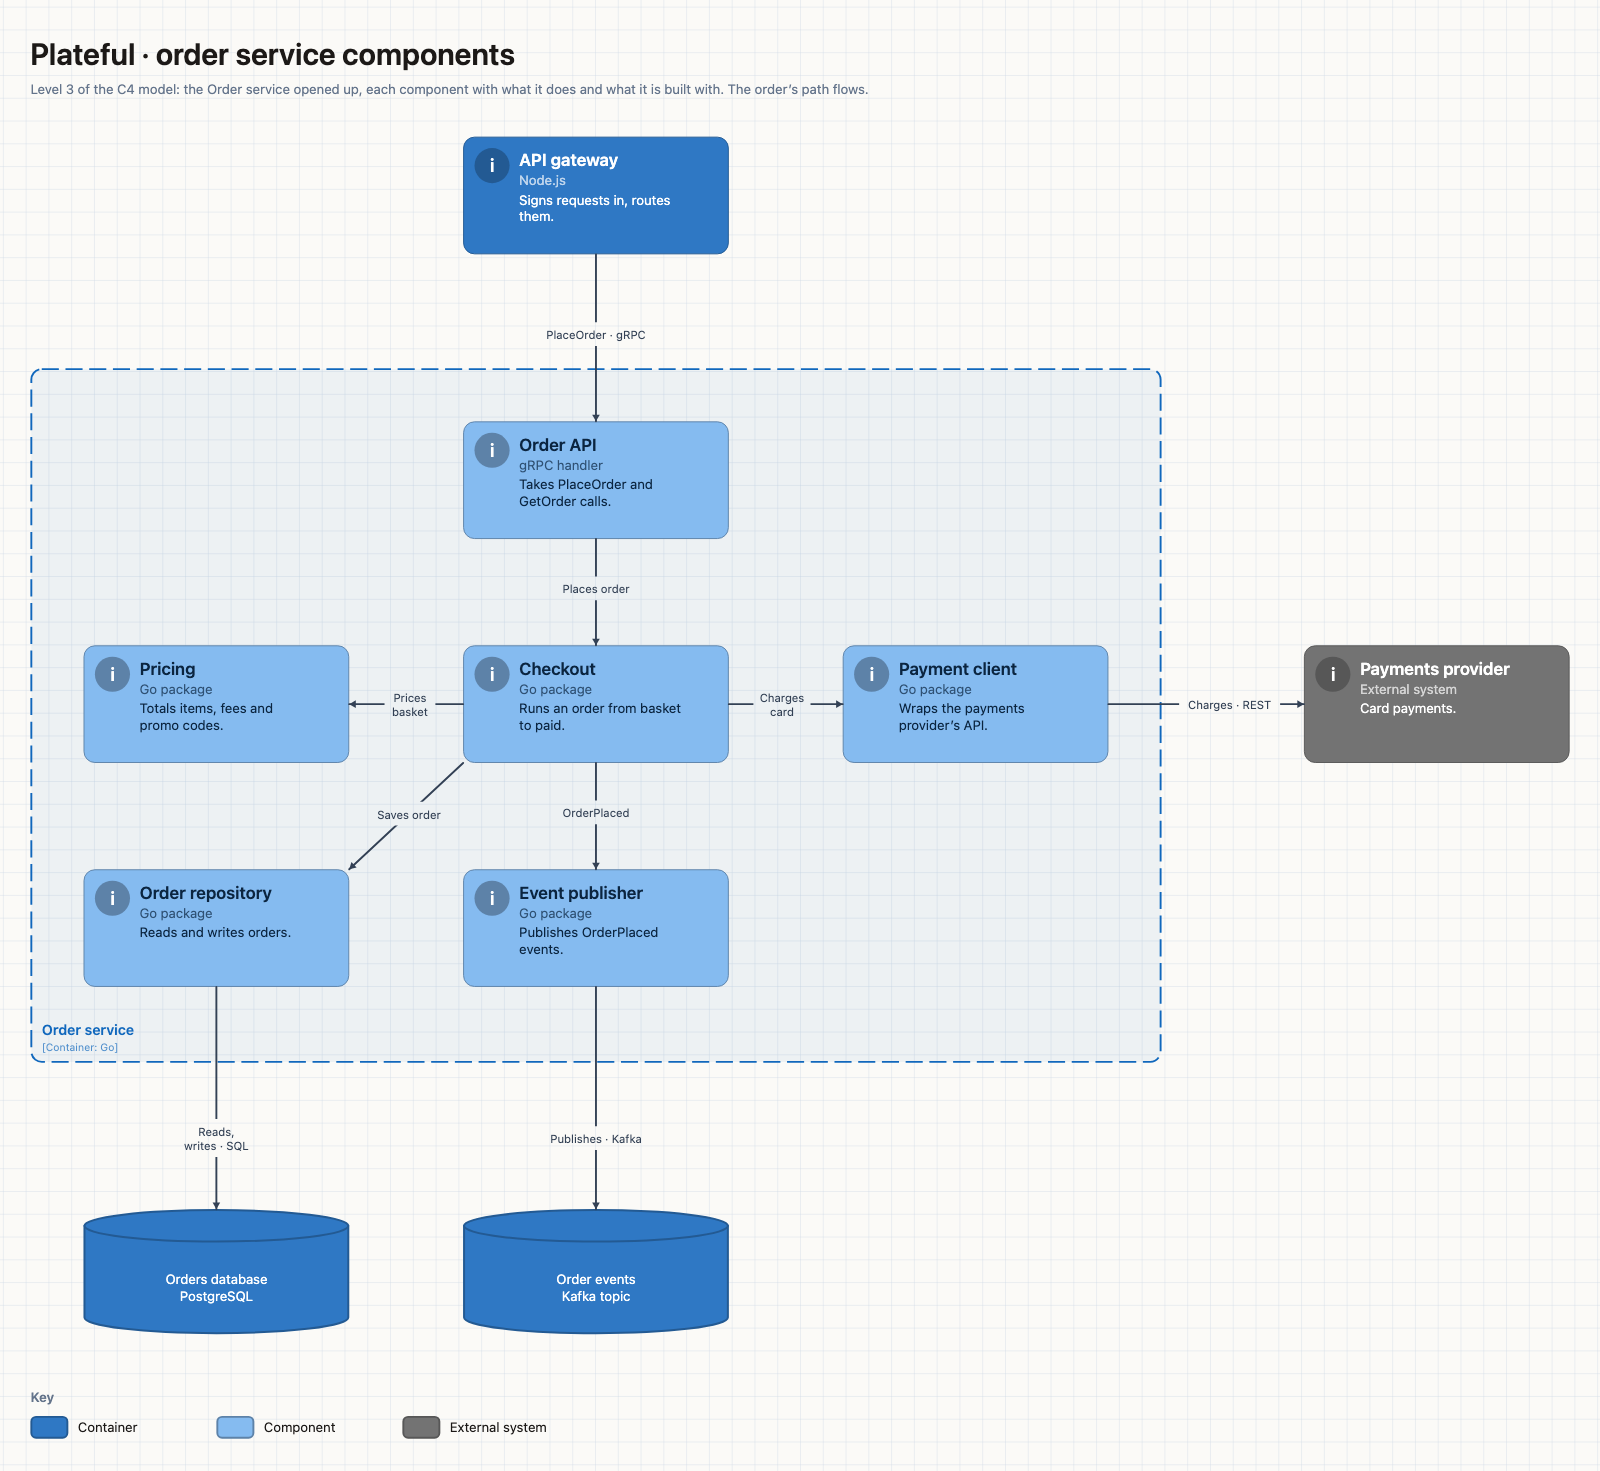 Plateful · order service components
Level 3 of the C4 model: the Order service opened up, each component with what it does and what it is built with. The order’s path flows.
i
API gateway
Node.js
Signs requests in, routes
them.
PlaceOrder · gRPC
i
Order API
gRPC handler
Takes PlaceOrder and
GetOrder calls.
Places order
i
Pricing
Go package
Totals items, fees and
promo codes.
Prices
basket
i
Checkout
Go package
Runs an order from basket
to paid.
Charges
card
i
Payment client
Go package
Wraps the payments
provider’s API.
Charges · REST
i
Payments provider
External system
Card payments.
Saves order
OrderPlaced
i
Order repository
Go package
Reads and writes orders.
i
Event publisher
Go package
Publishes OrderPlaced
events.
Order service
[Container: Go]
Reads,
writes · SQL
Publishes · Kafka
Orders database
PostgreSQL
Order events
Kafka topic
Key
Container
Component
External system